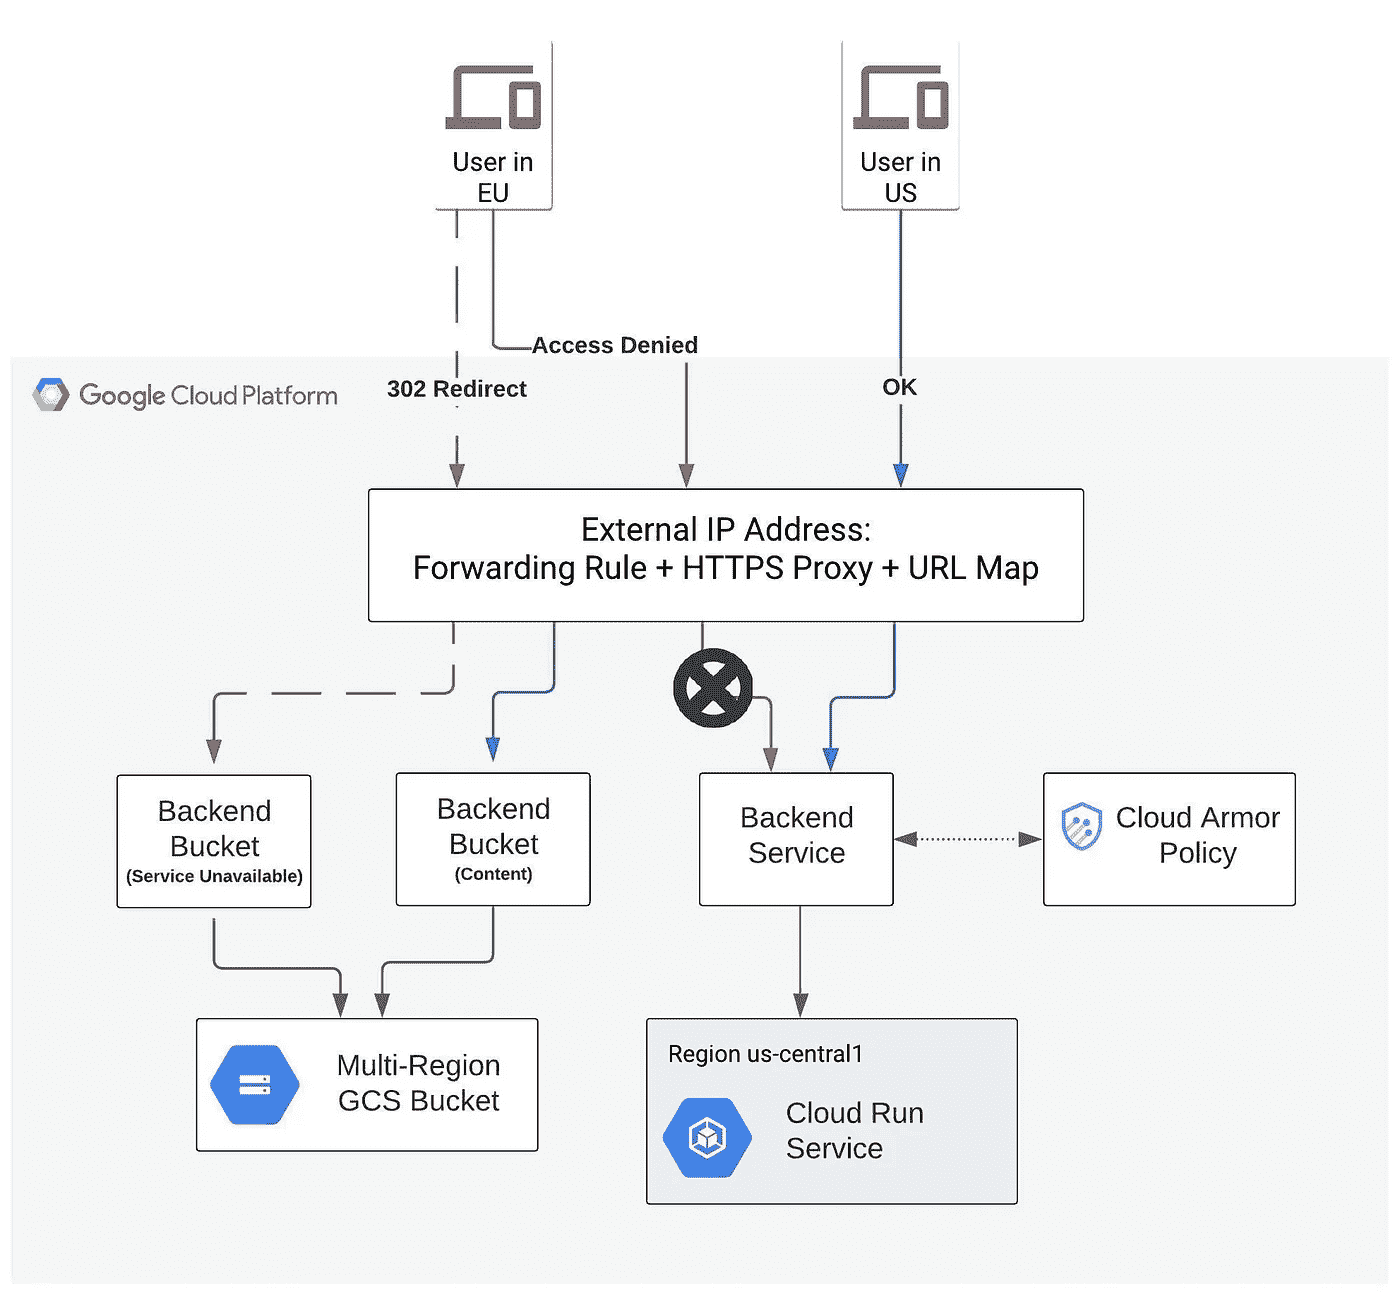 User in
EU
User in
US
Access Denied
Google Cloud Platform
302 Redirect
OK
External IP Address:
Forwarding Rule + HTTPS Proxy + URL Map
Backend
Bucket
(Service Unavailable)
Backend
Bucket
(Content)
Backend
Service
Cloud Armor
Policy
Multi-Region
GCS Bucket
Region us-central1
Cloud Run
Service